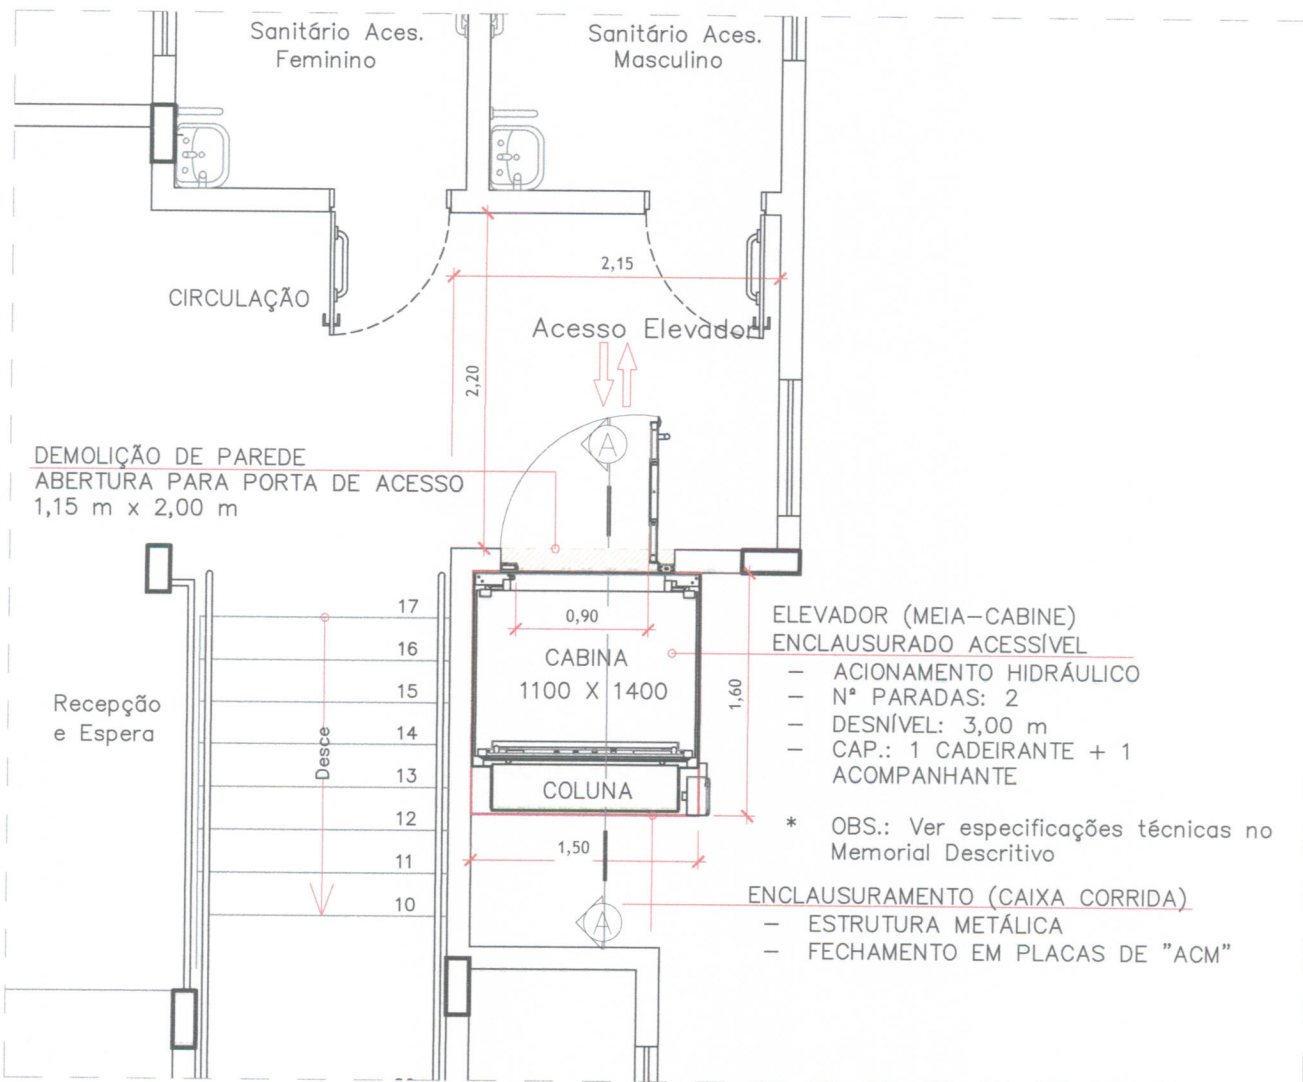 Sanitário Aces.
Feminino
Sanitário Aces.
Masculino
2,15
CIRCULAÇÃO
Acesso Elevador
2,20
A
DEMOLIÇÃO DE PAREDE
ABERTURA PARA PORTA DE ACESSO
1,15 m x 2,00 m
17
16
15
14
13
12
11
10
Desce
Recepção
e Espera
0,90
CABINA
1100 X 1400
1,60
COLUNA
1,50
A
ELEVADOR (MEIA-CABINE)
ENCLAUSURADO ACESSÍVEL
- ACIONAMENTO HIDRÁULICO
- Nº PARADAS: 2
- DESNÍVEL: 3,00 m
- CAP.: 1 CADEIRANTE + 1
ACOMPANHANTE
* OBS.: Ver especificações técnicas no
Memorial Descritivo
ENCLAUSURAMENTO (CAIXA CORRIDA)
- ESTRUTURA METÁLICA
- FECHAMENTO EM PLACAS DE "ACM"